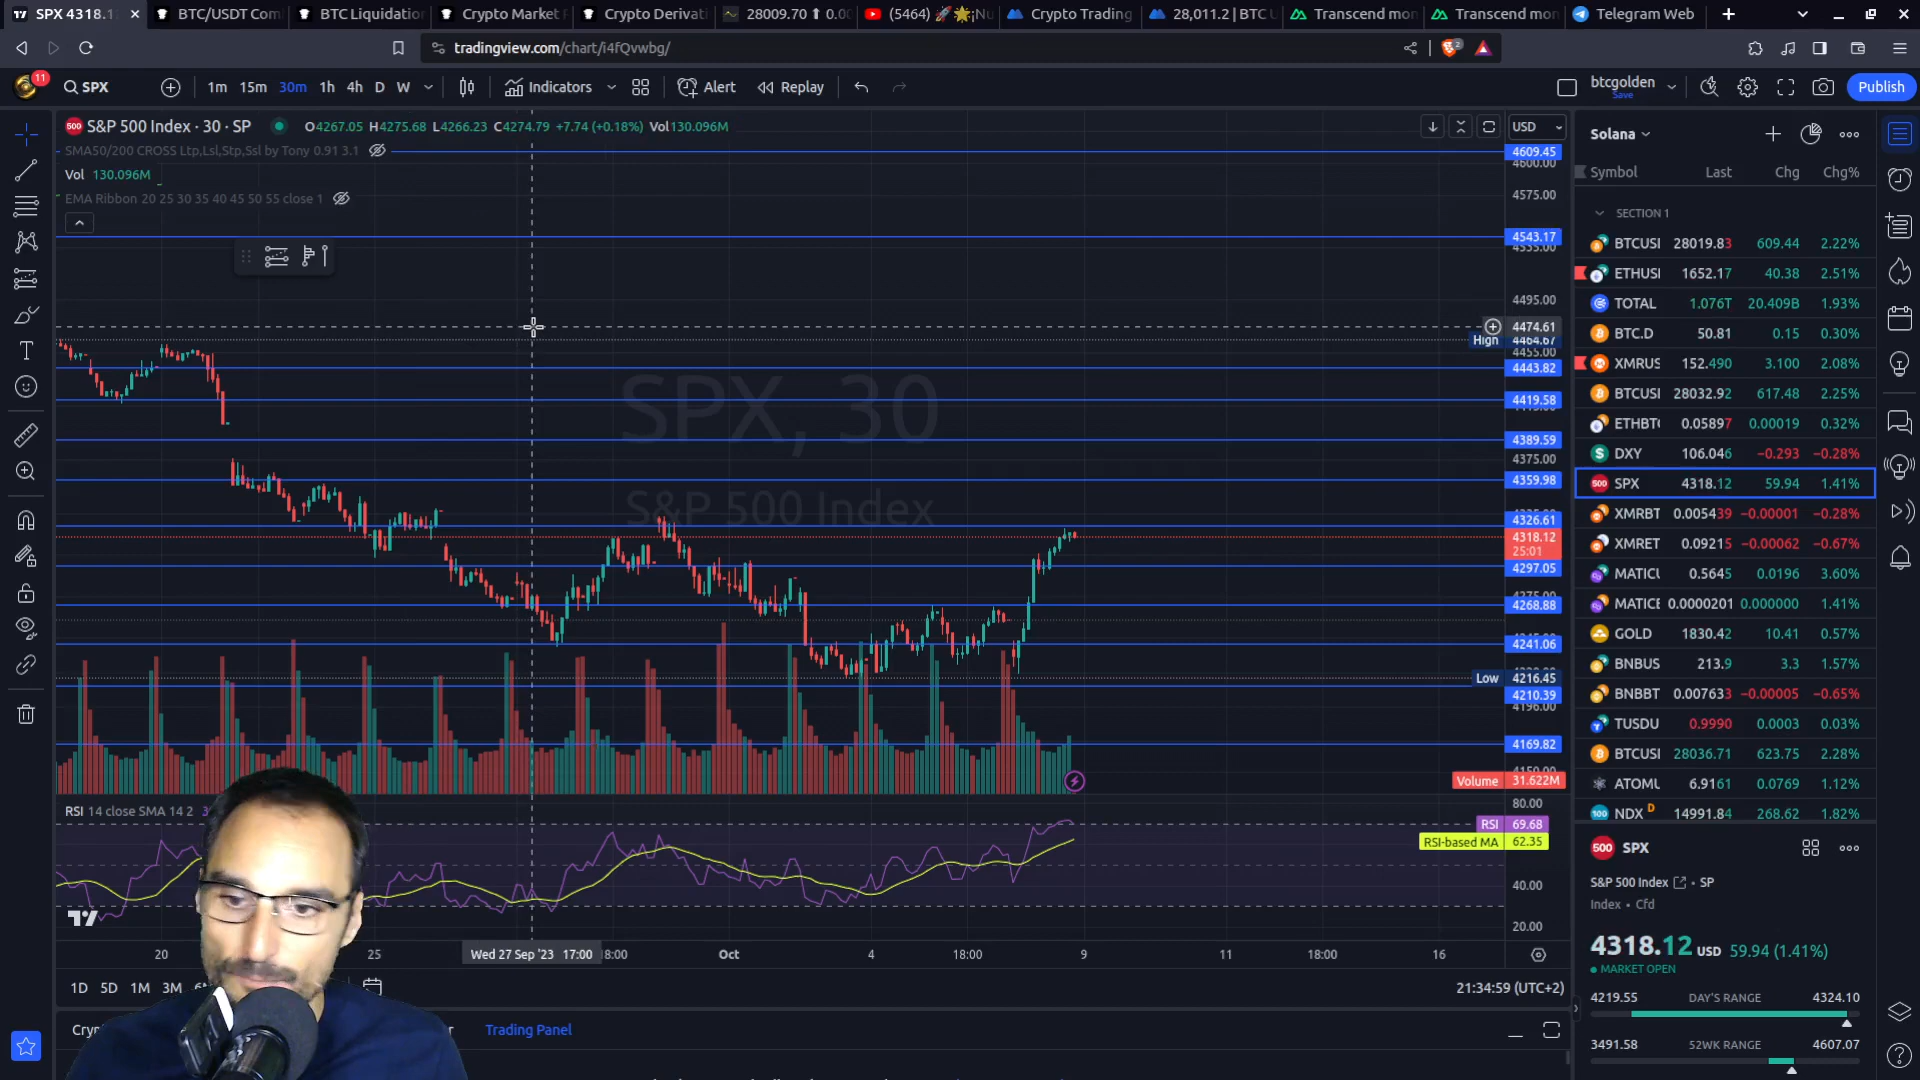 SPX 4318.1
BTC/USDT Com
BTC Liquidation
Crypto Market
Crypto Derivati
28009.70 ⬆ 0.0
(5464) 🚀🌟¡Nu
Crypto Trading
28,011.2 | BTC U
Transcend mon
Transcend mon
Telegram Web
tradingview.com/chart/i4fQvwbg/
2
11
SPX
1m 15m 30m 1h 4h D W
Indicators
Alert
Replay
btcgolden
Save
Publish
S&P 500 Index · 30 · SP
O4267.05 H4275.68 L4266.23 C4274.79 +7.74 (+0.18%) Vol130.096M
SMA50/200 CROSS Ltp,Lsl,Stp,Ssl by Tony 0.91 3.1
Vol 130.096M
EMA Ribbon 20 25 30 35 40 45 50 55 close 1
SPX, 30
S&P 500 Index
USD
4609.45
4600.00
4575.00
4543.17
4535.00
4495.00
4474.61
High 4464.67
4455.00
4443.82
4419.58
4389.59
4375.00
4359.98
4326.61
4318.12
25:01
4297.05
4275.00
4268.88
4241.06
Low 4216.45
4210.39
4196.00
4169.82
4150.00
Volume 31.622M
RSI 14 close SMA 14 2
80.00
RSI 69.68
RSI-based MA 62.35
40.00
20.00
20
25
Wed 27 Sep '23 17:00
18:00
Oct
4
18:00
9
11
18:00
16
1D 5D 1M 3M
21:34:59 (UTC+2)
Trading Panel
Solana
Symbol Last Chg Chg%
SECTION 1
BTCUSI 28019.83 609.44 2.22%
ETHUSI 1652.17 40.38 2.51%
TOTAL 1.076T 20.409B 1.93%
BTC.D 50.81 0.15 0.30%
XMRUS 152.490 3.100 2.08%
BTCUSI 28032.92 617.48 2.25%
ETHBT 0.05897 0.00019 0.32%
DXY 106.046 −0.293 −0.28%
SPX 4318.12 59.94 1.41%
XMRBT 0.005439 −0.00001 −0.28%
XMRET 0.09215 −0.00062 −0.67%
MATICU 0.5645 0.0196 3.60%
MATICE 0.0000201 0.000000 1.41%
GOLD 1830.42 10.41 0.57%
BNBUS 213.9 3.3 1.57%
BNBBT 0.007633 −0.00005 −0.65%
TUSDU 0.9990 0.0003 0.03%
BTCUSI 28036.71 623.75 2.28%
ATOMU 6.9161 0.0769 1.12%
NDX D 14991.84 268.62 1.82%
500 SPX
S&P 500 Index · SP
Index · Cfd
4318.12 USD 59.94 (1.41%)
MARKET OPEN
4219.55 DAY'S RANGE 4324.10
3491.58 52WK RANGE 4607.07